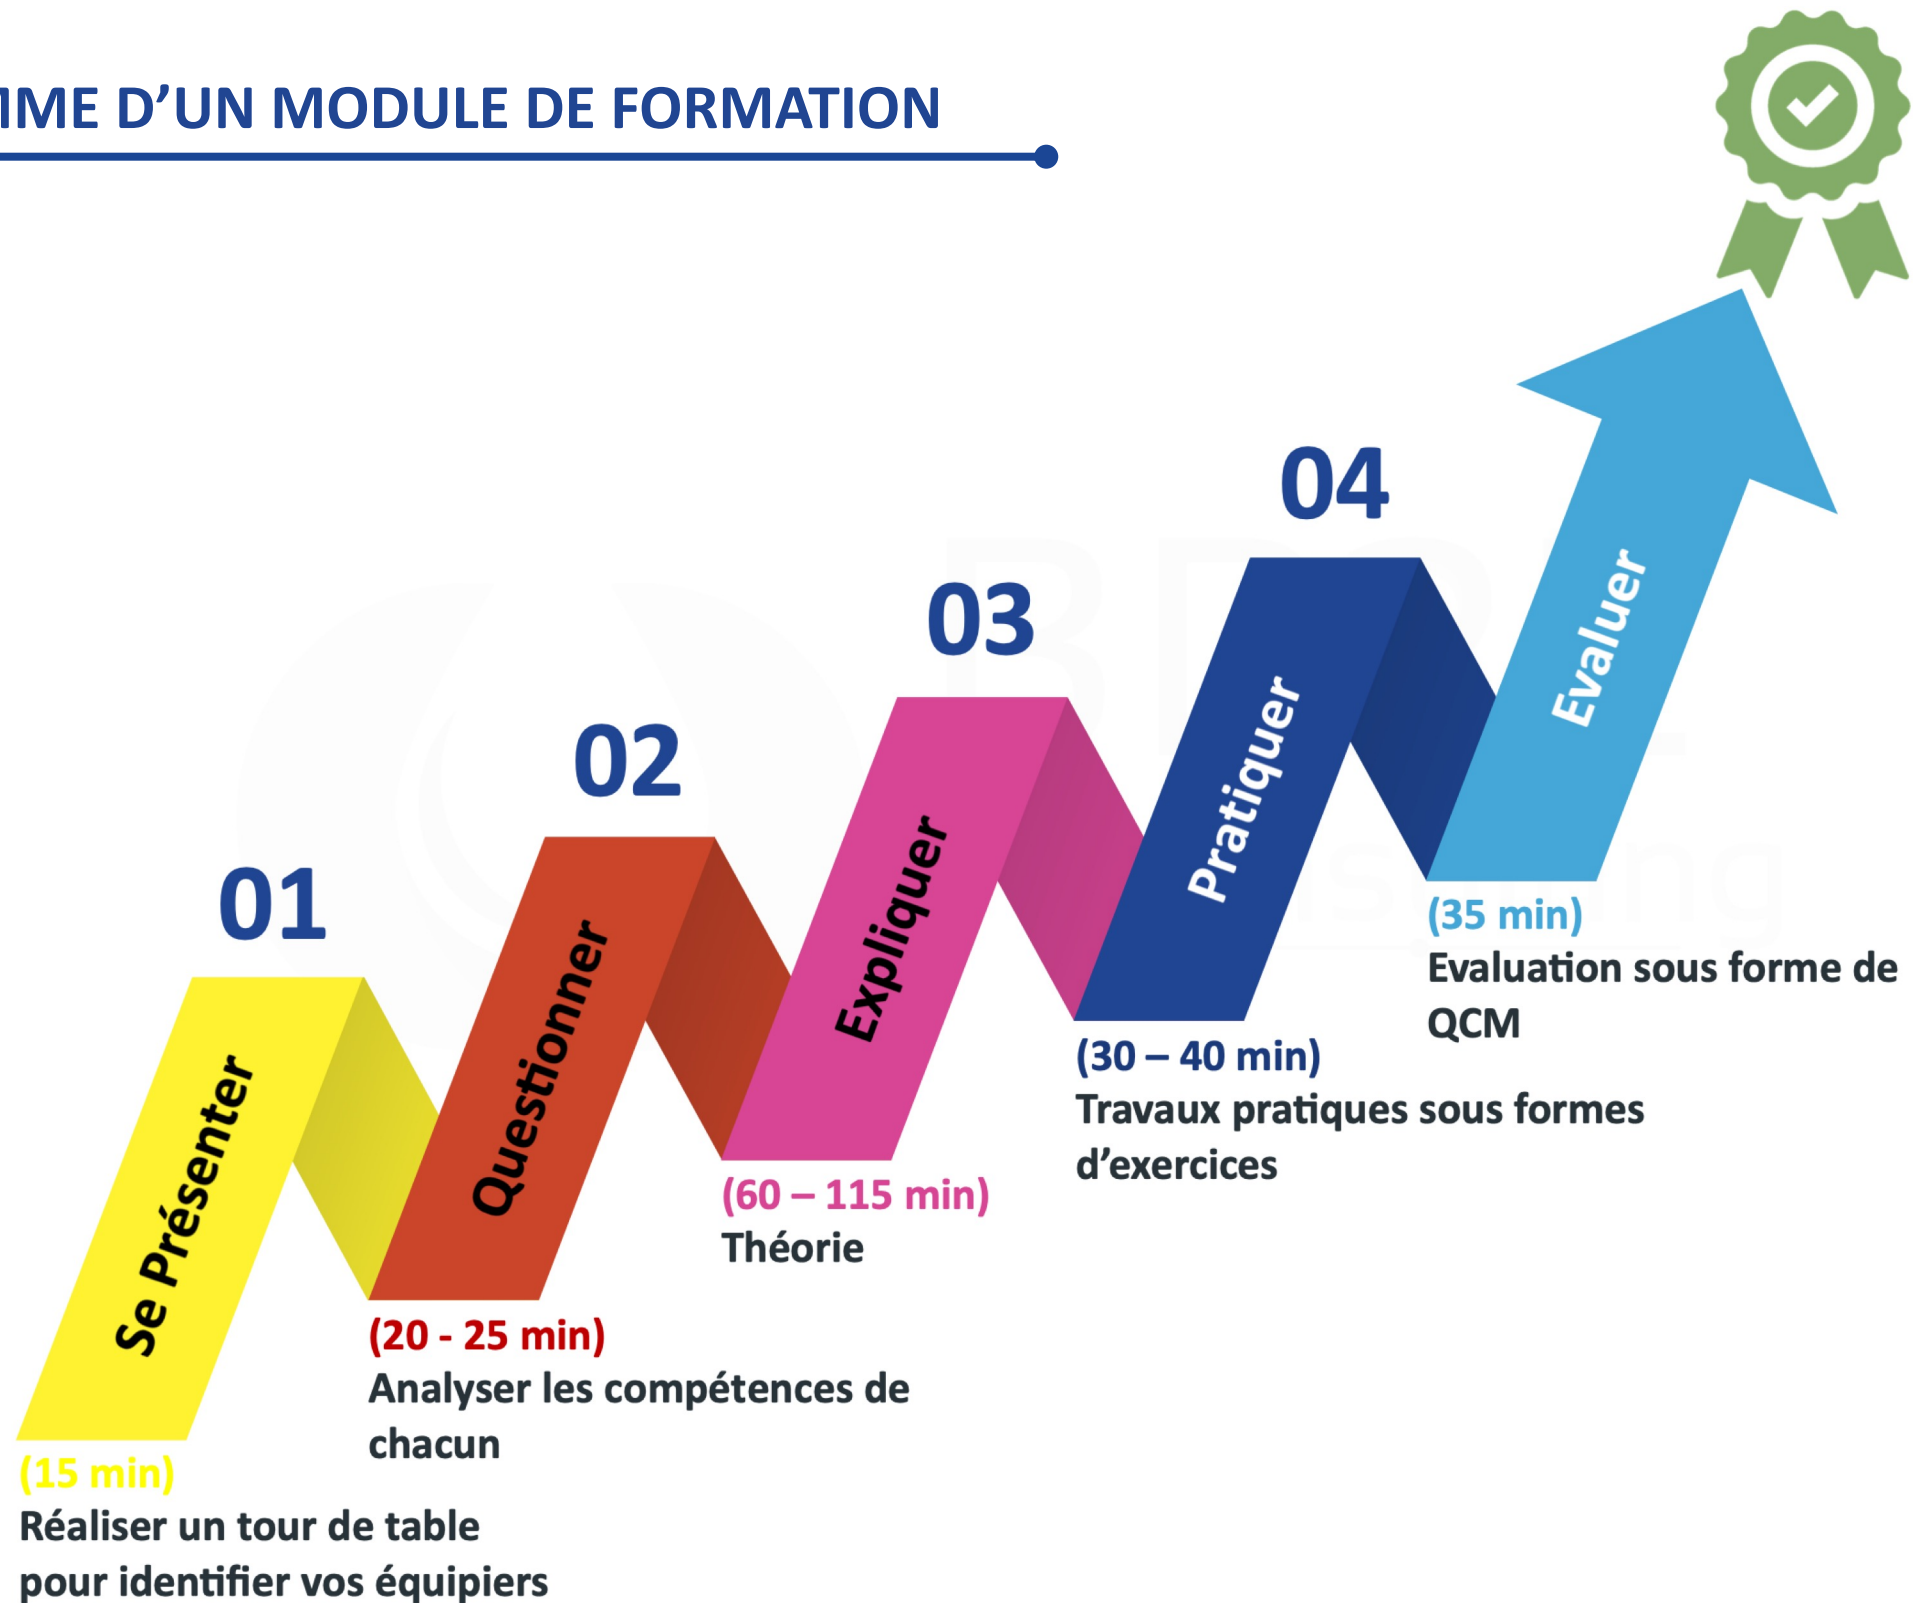 D'UN MODULE DE FORMATION
01
Se Présenter
(15 min)
Réaliser un tour de table
pour identifier vos équipiers
02
Questionner
(20 - 25 min)
Analyser les compétences de
chacun
03
Expliquer
(60 – 115 min)
Théorie
04
Pratiquer
(30 – 40 min)
Travaux pratiques sous formes
d'exercices
Evaluer
(35 min)
Evaluation sous forme de
QCM